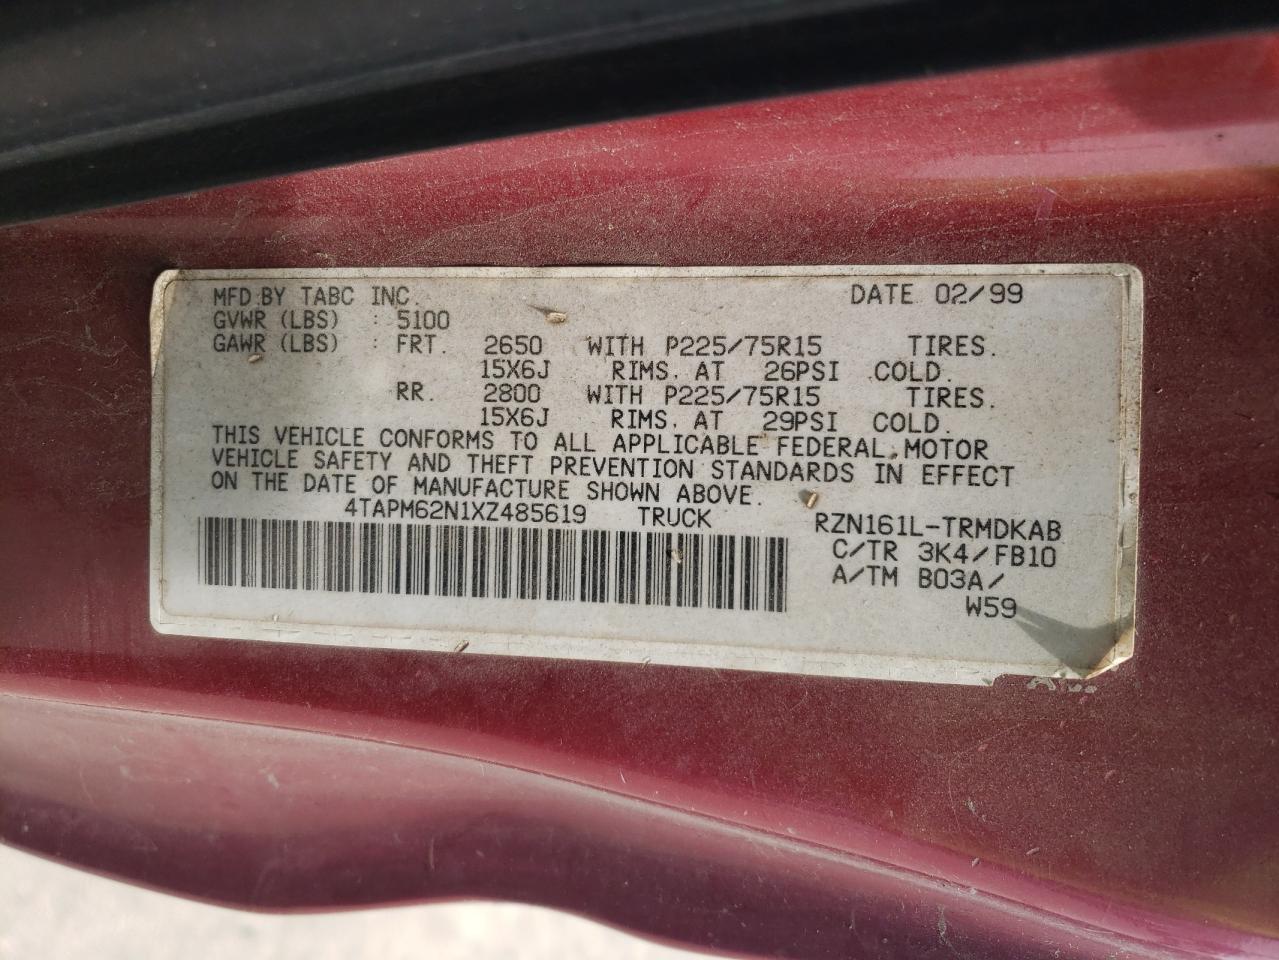 MFD BY TABC INC. DATE 02/99
GVWR (LBS) : 5100
GAWR (LBS) : FRT. 2650 WITH P225/75R15 TIRES.
15X6J RIMS. AT 26PSI COLD.
RR. 2800 WITH P225/75R15 TIRES.
15X6J RIMS. AT 29PSI COLD.
THIS VEHICLE CONFORMS TO ALL APPLICABLE FEDERAL MOTOR
VEHICLE SAFETY AND THEFT PREVENTION STANDARDS IN EFFECT
ON THE DATE OF MANUFACTURE SHOWN ABOVE.
4TAPM62N1XZ485619 TRUCK RZN161L-TRMDKAB
C/TR 3K4/FB10
A/TM B03A/
W59